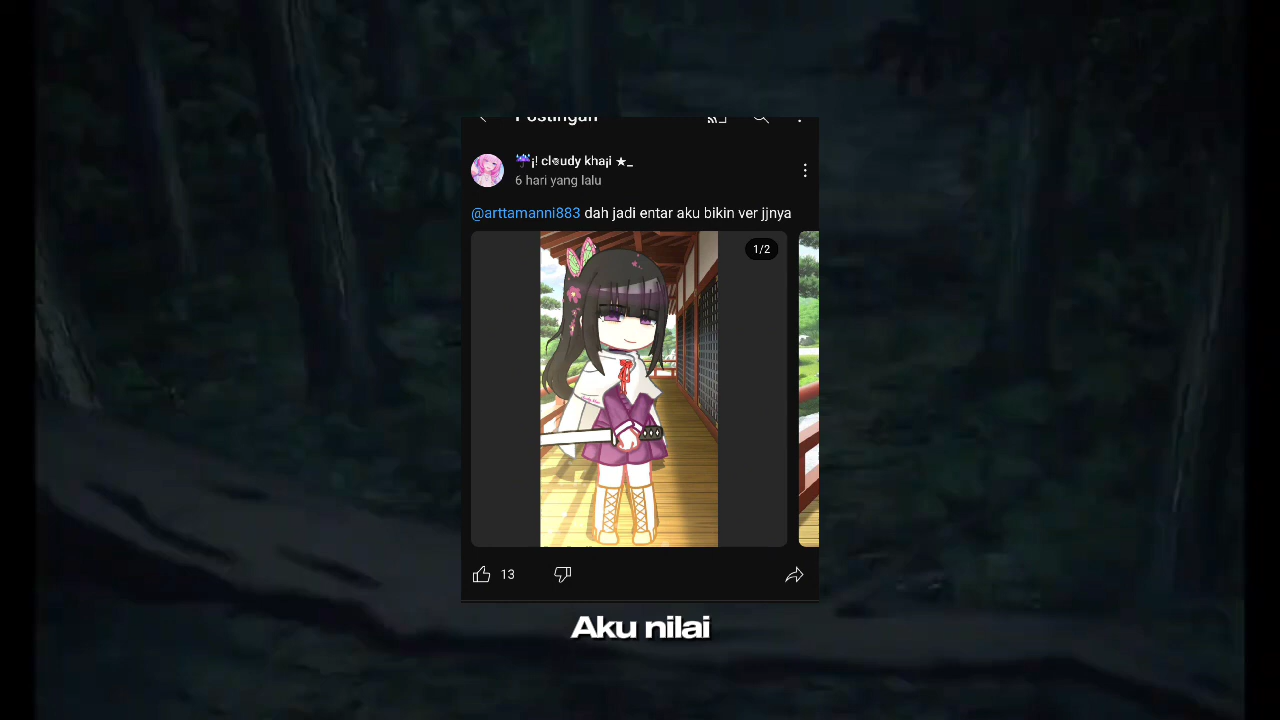 Postingan
☔¡! cl๏udy kha¡i ★_
6 hari yang lalu
@arttamanni883 dah jadi entar aku bikin ver jjnya
1/2
13
Aku nilai